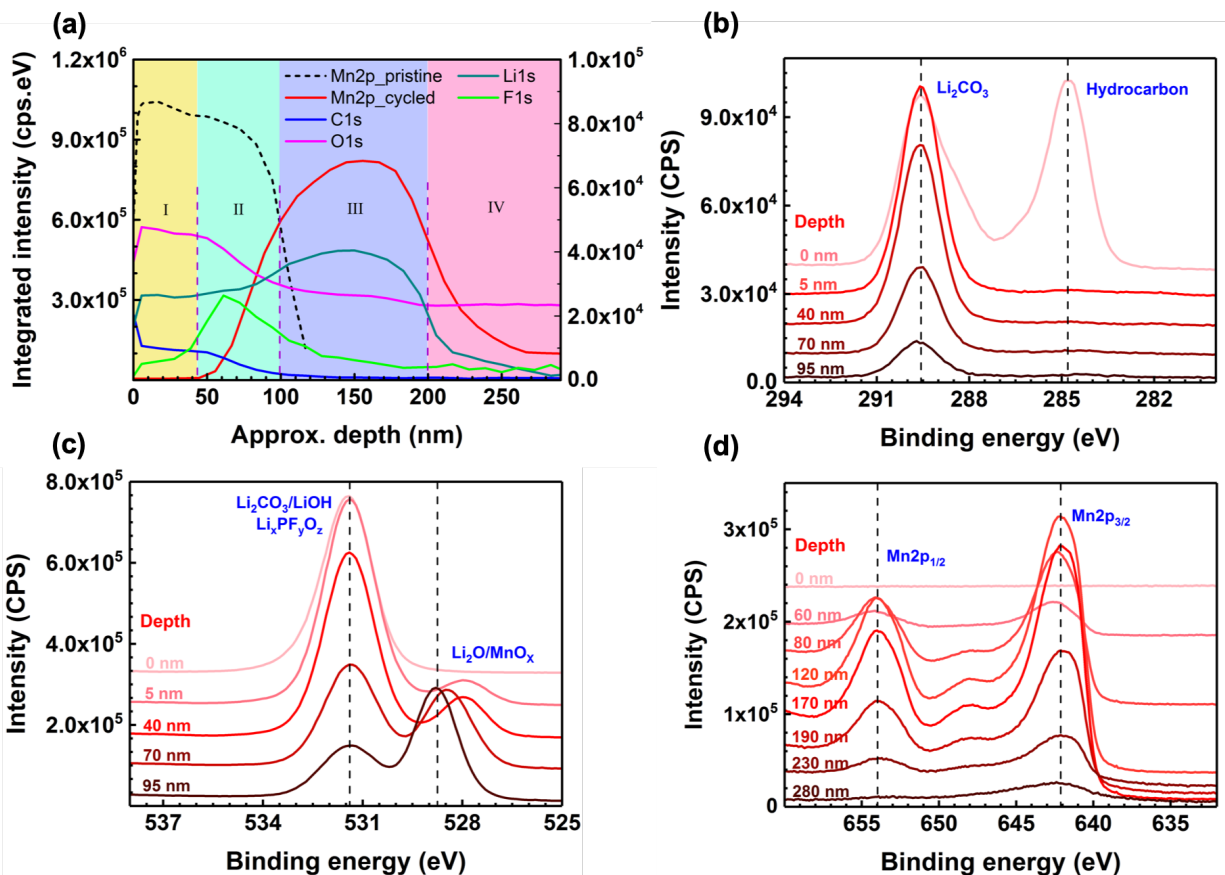 (a)
Integrated intensity (cps.eV)
1.2x10⁶
9.0x10⁵
6.0x10⁵
3.0x10⁵
0.0
1.0x10⁵
8.0x10⁴
6.0x10⁴
4.0x10⁴
2.0x10⁴
0.0
Mn2p_pristine
Mn2p_cycled
C1s
O1s
Li1s
F1s
I
II
III
IV
0
50
100
150
200
250
Approx. depth (nm)
(b)
Intensity (CPS)
9.0x10⁴
6.0x10⁴
3.0x10⁴
0.0
Li₂CO₃
Hydrocarbon
Depth
0 nm
5 nm
40 nm
70 nm
95 nm
294
291
288
285
282
Binding energy (eV)
(c)
Intensity (CPS)
8.0x10⁵
6.0x10⁵
4.0x10⁵
2.0x10⁵
Li₂CO₃/LiOH
LiₓPFᵧO_z
Li₂O/MnOₓ
Depth
0 nm
5 nm
40 nm
70 nm
95 nm
537
534
531
528
525
Binding energy (eV)
(d)
Intensity (CPS)
3x10⁵
2x10⁵
1x10⁵
0
Mn2p₁/₂
Mn2p₃/₂
Depth
0 nm
60 nm
80 nm
120 nm
170 nm
190 nm
230 nm
280 nm
655
650
645
640
635
Binding energy (eV)